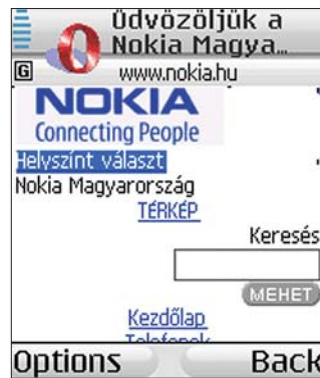 Üdvözöljük a
Nokia Magya...
G
www.nokia.hu
NOKIA
Connecting People
Helyszínt választ
Nokia Magyarország
TÉRKÉP
Keresés
MEHET
Kezdőlap
Telefonok
Options Back